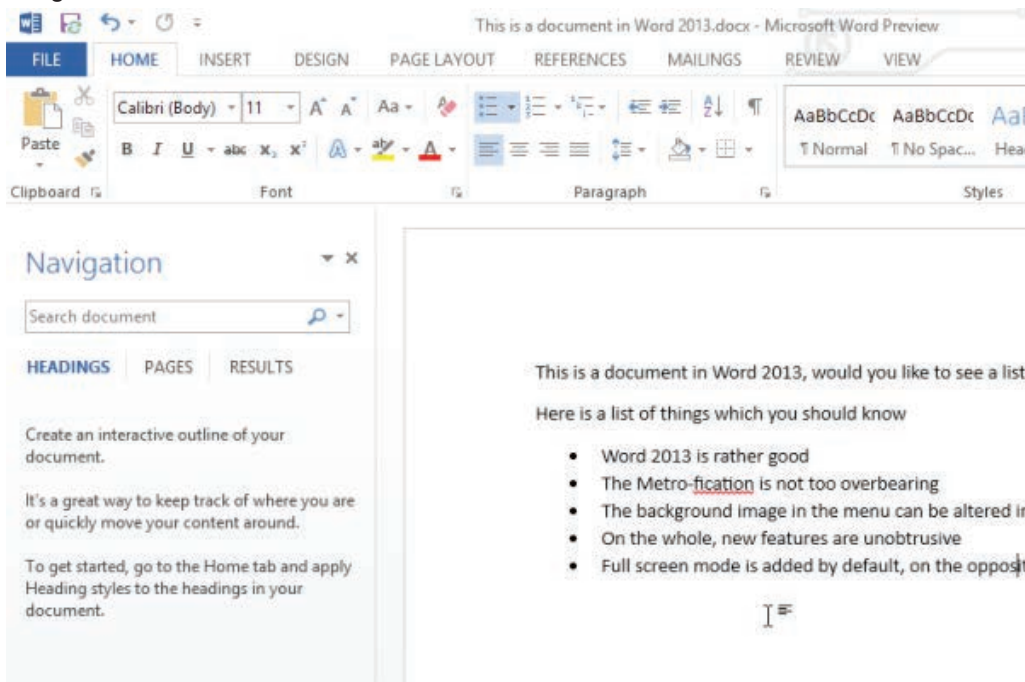 This is a document in Word 2013.docx - Microsoft Word Preview
FILE HOME INSERT DESIGN PAGE LAYOUT REFERENCES MAILINGS REVIEW VIEW
Calibri (Body) 11 Aa AaBbCcDc AaBbCcDc
Paste B I U abc x₂ x² A ¶ Normal ¶ No Spac...
Clipboard Font Paragraph Styles
Navigation
Search document
HEADINGS PAGES RESULTS
Create an interactive outline of your
document.
It's a great way to keep track of where you are
or quickly move your content around.
To get started, go to the Home tab and apply
Heading styles to the headings in your
document.
This is a document in Word 2013, would you like to see a list
Here is a list of things which you should know
• Word 2013 is rather good
• The Metro-fication is not too overbearing
• The background image in the menu can be altered
• On the whole, new features are unobtrusive
• Full screen mode is added by default, on the